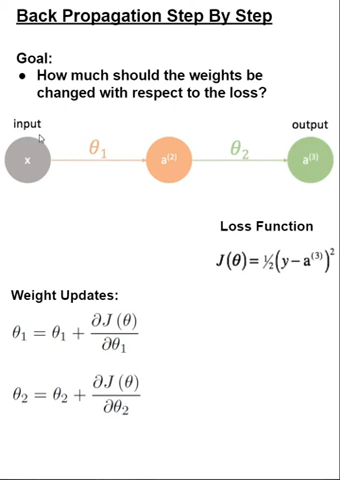 Back Propagation Step By Step
Goal:
● How much should the weights be
changed with respect to the loss?
input
output
θ₁
θ₂
x
a⁽²⁾
a⁽³⁾
Loss Function
J(θ) = ½(y − a⁽³⁾)²
Weight Updates:
θ₁ = θ₁ + ∂J (θ) / ∂θ₁
θ₂ = θ₂ + ∂J (θ) / ∂θ₂